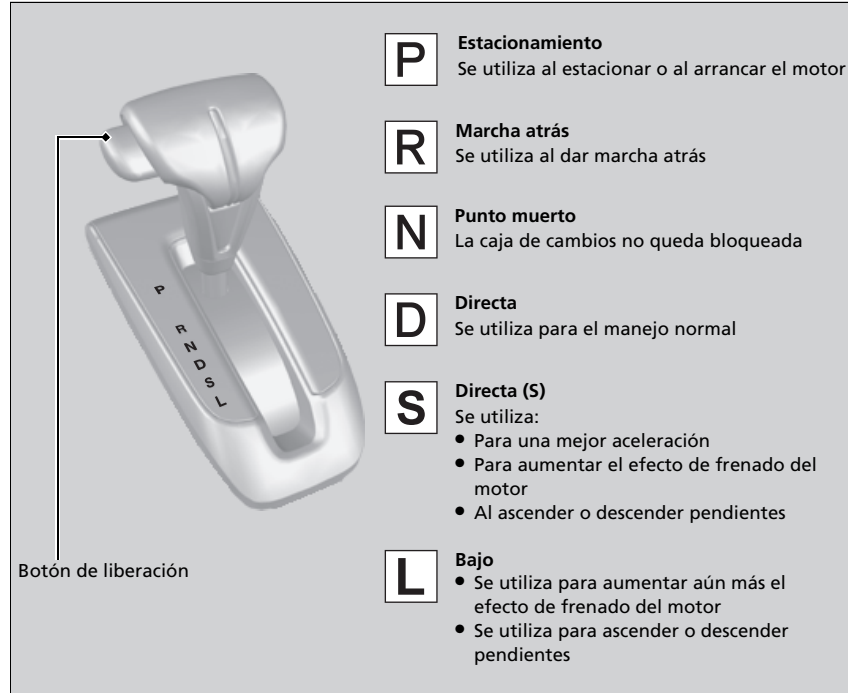 P
Estacionamiento
Se utiliza al estacionar o al arrancar el motor
R
Marcha atrás
Se utiliza al dar marcha atrás
N
Punto muerto
La caja de cambios no queda bloqueada
D
Directa
Se utiliza para el manejo normal
S
Directa (S)
Se utiliza:
● Para una mejor aceleración
● Para aumentar el efecto de frenado del
motor
● Al ascender o descender pendientes
L
Bajo
● Se utiliza para aumentar aún más el
efecto de frenado del motor
● Se utiliza para ascender o descender
pendientes
P
R
N
D
S
L
Botón de liberación